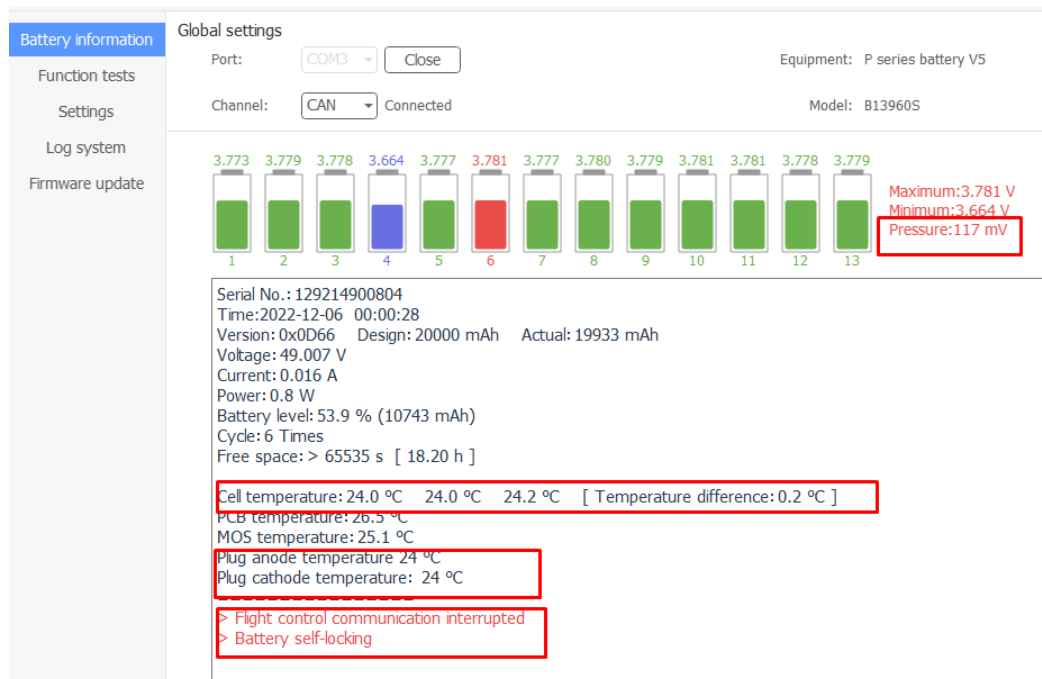 Battery information
Function tests
Settings
Log system
Firmware update
Global settings
Port: COM3 Close Equipment: P series battery V5
Channel: CAN Connected Model: B13960S
3.773 3.779 3.778 3.664 3.777 3.781 3.777 3.780 3.779 3.781 3.781 3.778 3.779
Maximum:3.781 V
Minimum:3.664 V
Pressure:117 mV
1 2 3 4 5 6 7 8 9 10 11 12 13
Serial No.: 129214900804
Time:2022-12-06 00:00:28
Version: 0x0D66 Design: 20000 mAh Actual: 19933 mAh
Voltage: 49.007 V
Current: 0.016 A
Power: 0.8 W
Battery level: 53.9 % (10743 mAh)
Cycle: 6 Times
Free space: > 65535 s [ 18.20 h ]
Cell temperature: 24.0 ℃ 24.0 ℃ 24.2 ℃ [ Temperature difference: 0.2 ℃ ]
PCB temperature: 26.5 ℃
MOS temperature: 25.1 ℃
Plug anode temperature 24 ℃
Plug cathode temperature: 24 ℃
------------------
> Flight control communication interrupted
> Battery self-locking